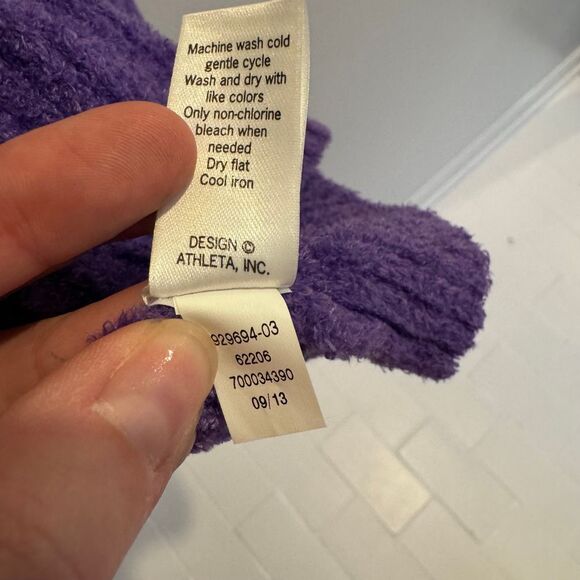 Machine wash cold
gentle cycle
Wash and dry with
like colors
Only non-chlorine
bleach when
needed
Dry flat
Cool iron
DESIGN ©
ATHLETA, INC.
929694-03
62206
700034390
09/13